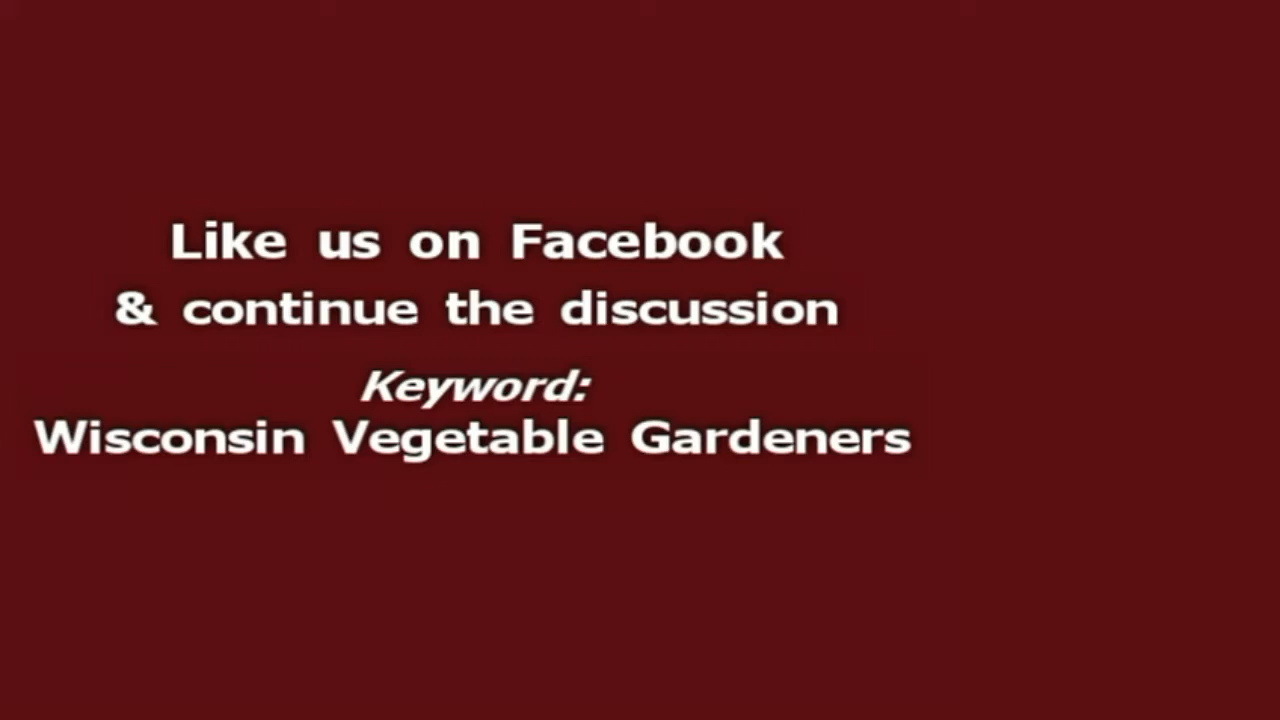 Like us on Facebook
& continue the discussion
Keyword:
Wisconsin Vegetable Gardeners